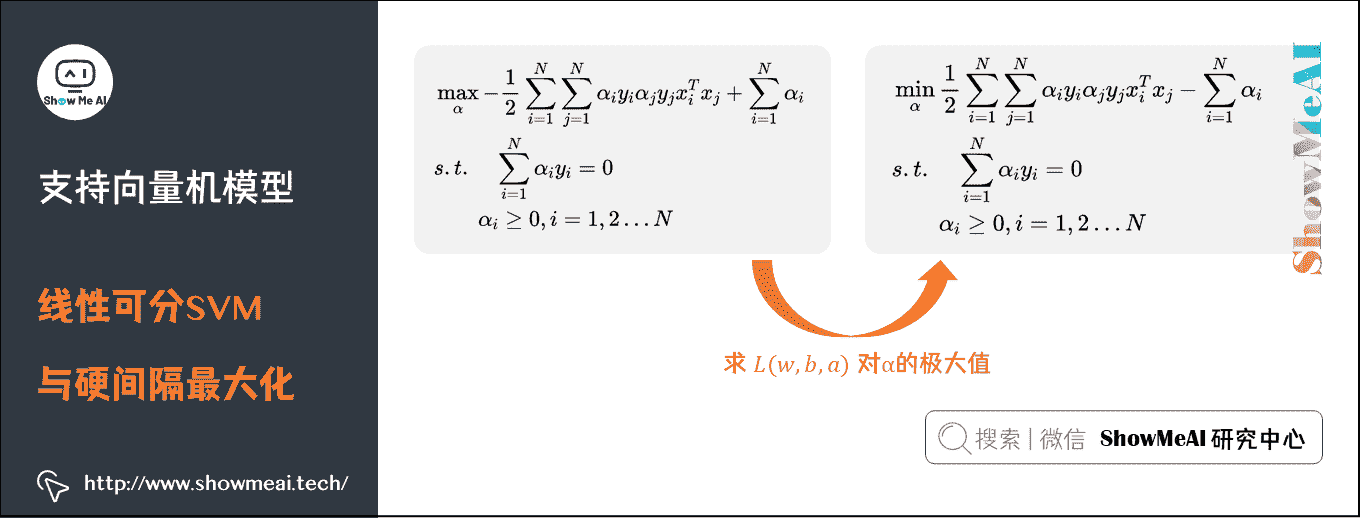 Show Me AI
支持向量机模型
线性可分SVM
与硬间隔最大化
http://www.showmeai.tech/
$\max_{\alpha} -\frac{1}{2} \sum_{i=1}^{N} \sum_{j=1}^{N} \alpha_i y_i \alpha_j y_j x_i^T x_j + \sum_{i=1}^{N} \alpha_i$
$s.t. \quad \sum_{i=1}^{N} \alpha_i y_i = 0$
$\alpha_i \geq 0, i = 1, 2 \ldots N$
$\min_{\alpha} \frac{1}{2} \sum_{i=1}^{N} \sum_{j=1}^{N} \alpha_i y_i \alpha_j y_j x_i^T x_j - \sum_{i=1}^{N} \alpha_i$
$s.t. \quad \sum_{i=1}^{N} \alpha_i y_i = 0$
$\alpha_i \geq 0, i = 1, 2 \ldots N$
求 L(w, b, a) 对α的极大值
ShowMeAI
搜索 | 微信 ShowMeAI 研究中心